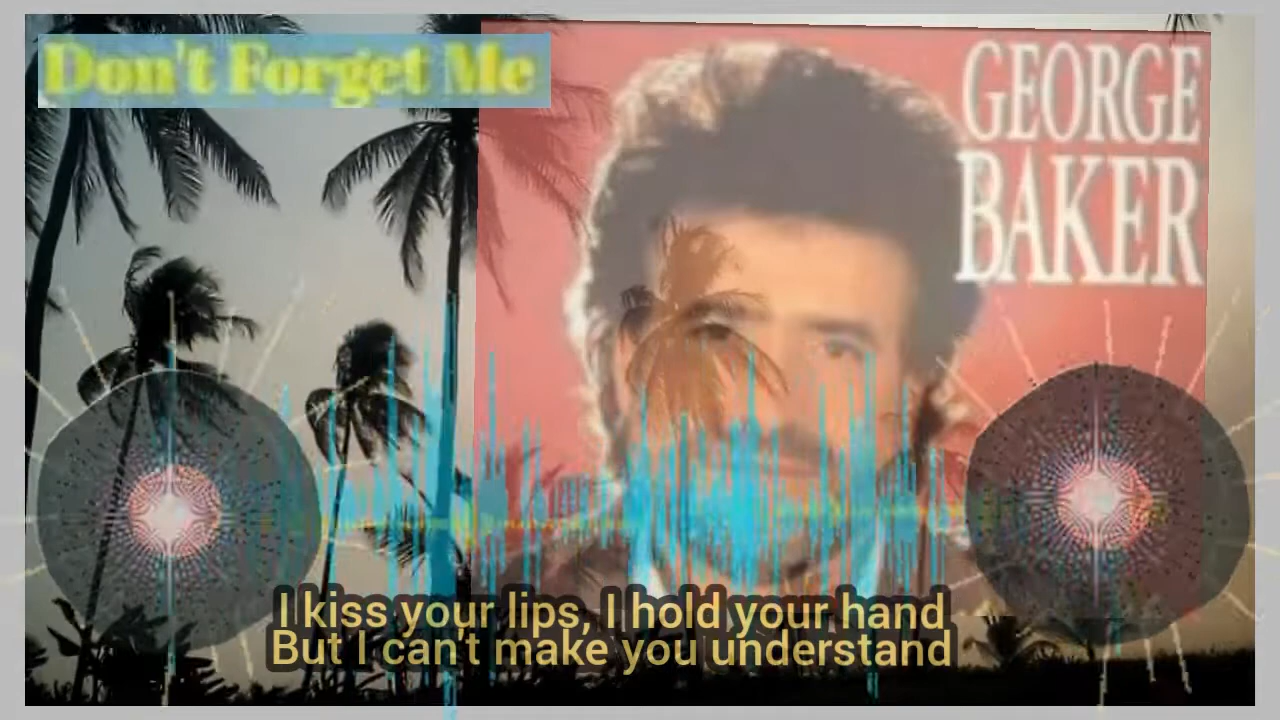 Don't Forget Me
GEORGE
BAKER
I kiss your lips, I hold your hand
But I can't make you understand